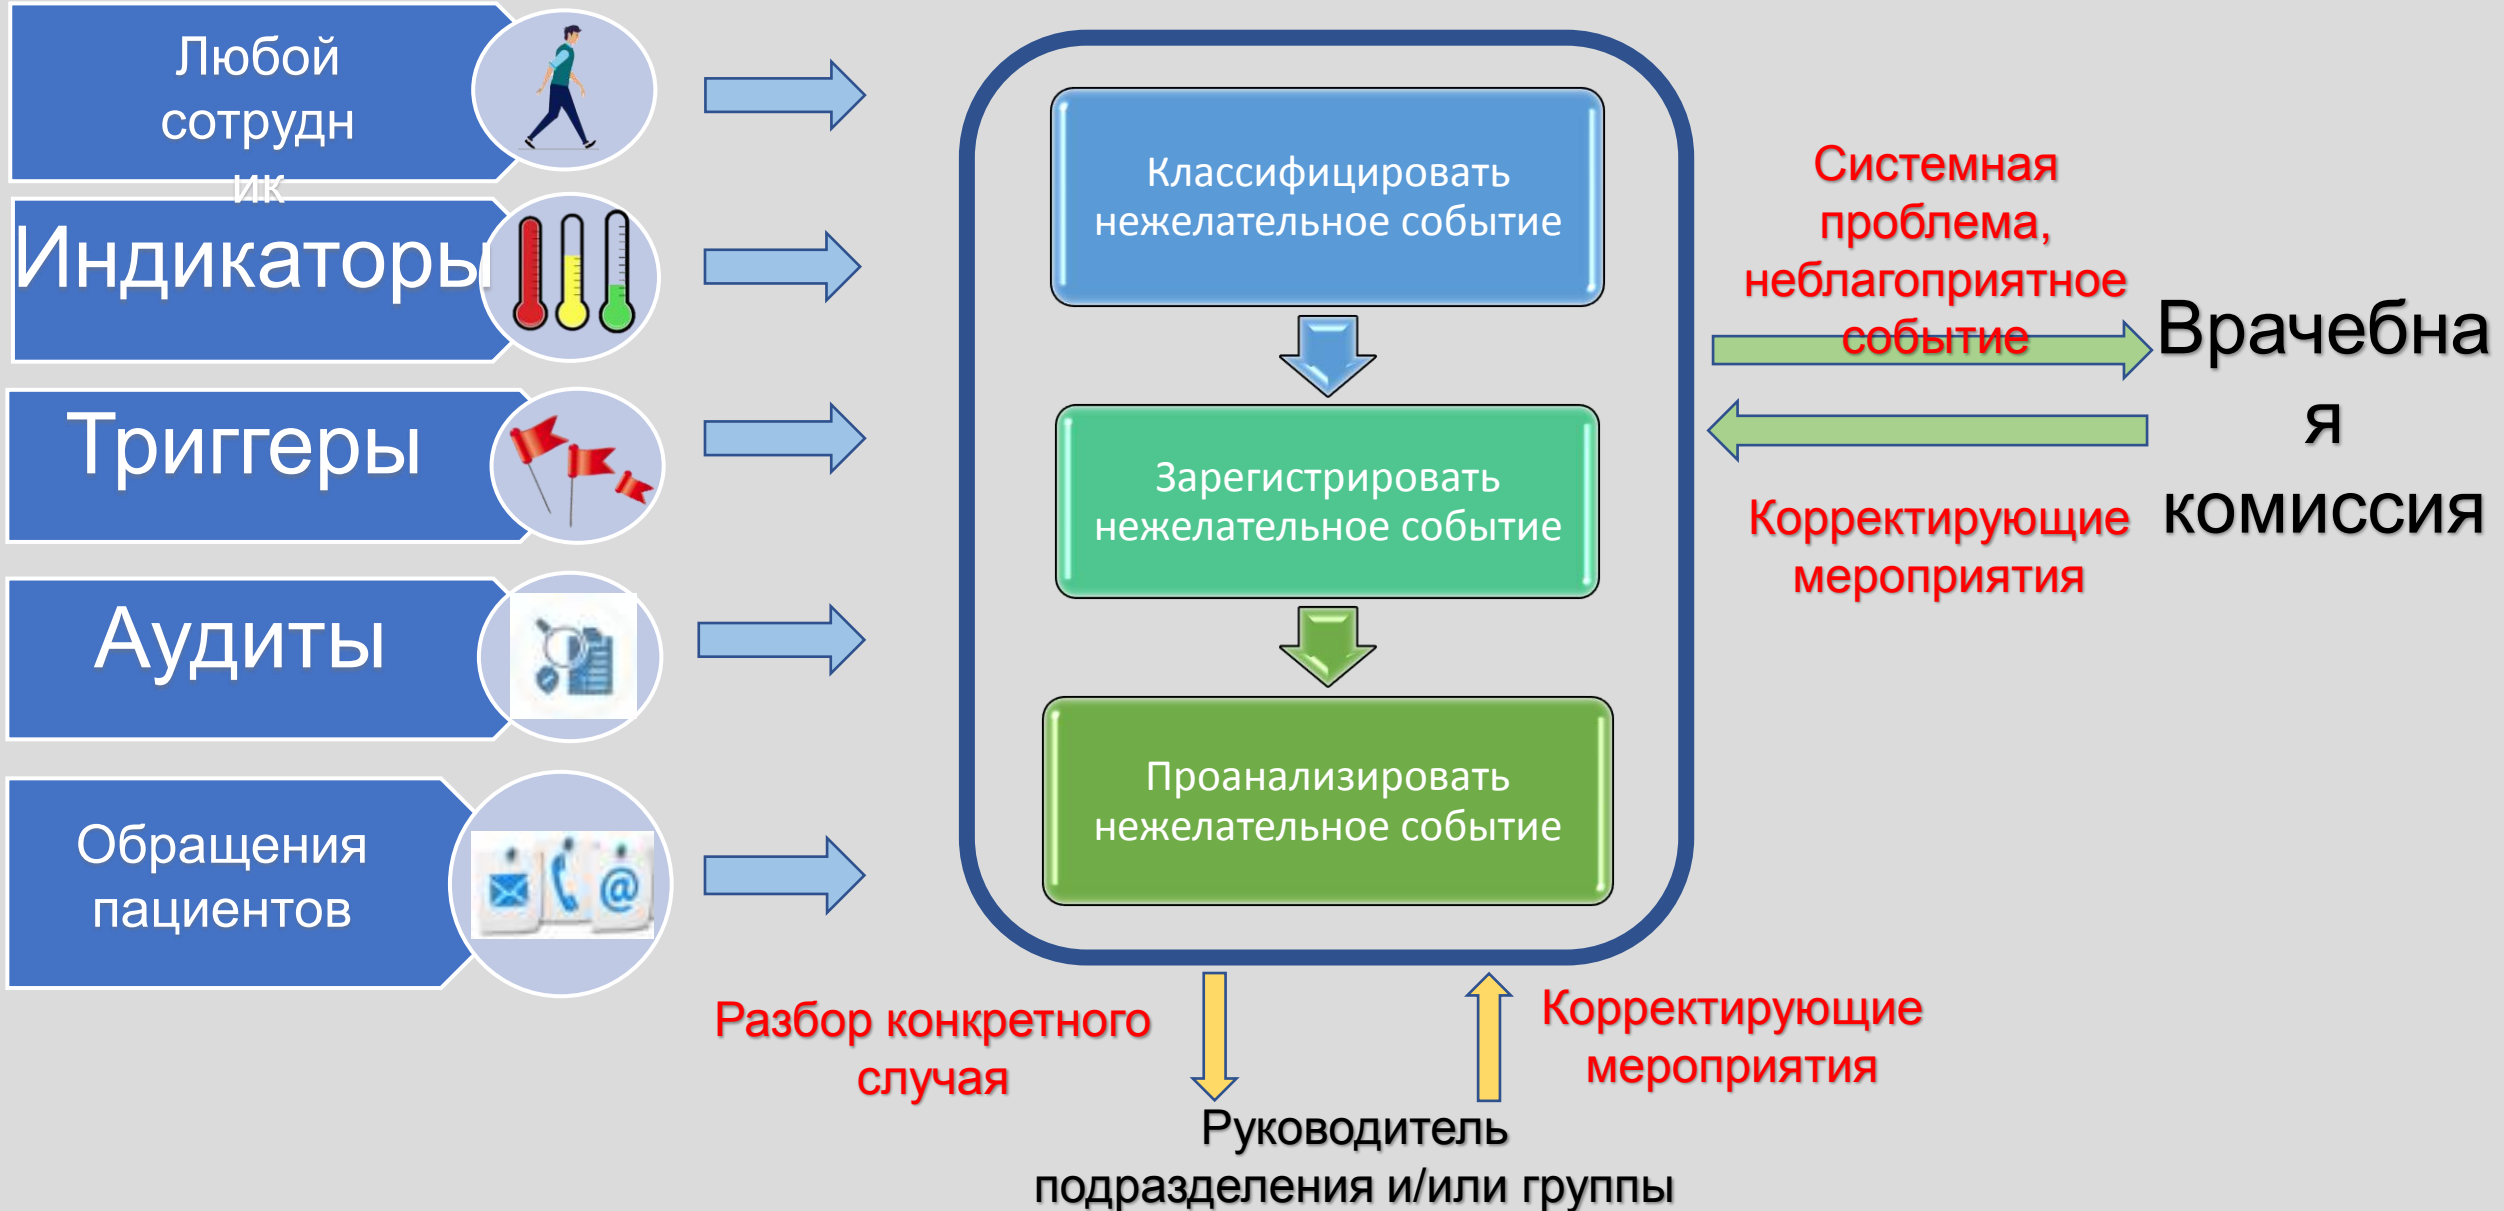 Любой
сотрудн
ик
Индикаторы
Триггеры
Аудиты
Обращения
пациентов
Классифицировать
нежелательное событие
Зарегистрировать
нежелательное событие
Проанализировать
нежелательное событие
Системная
проблема,
неблагоприятное
событие
Врачебна
я
комиссия
Корректирующие
мероприятия
Разбор конкретного
случая
Корректирующие
мероприятия
Руководитель
подразделения и/или группы